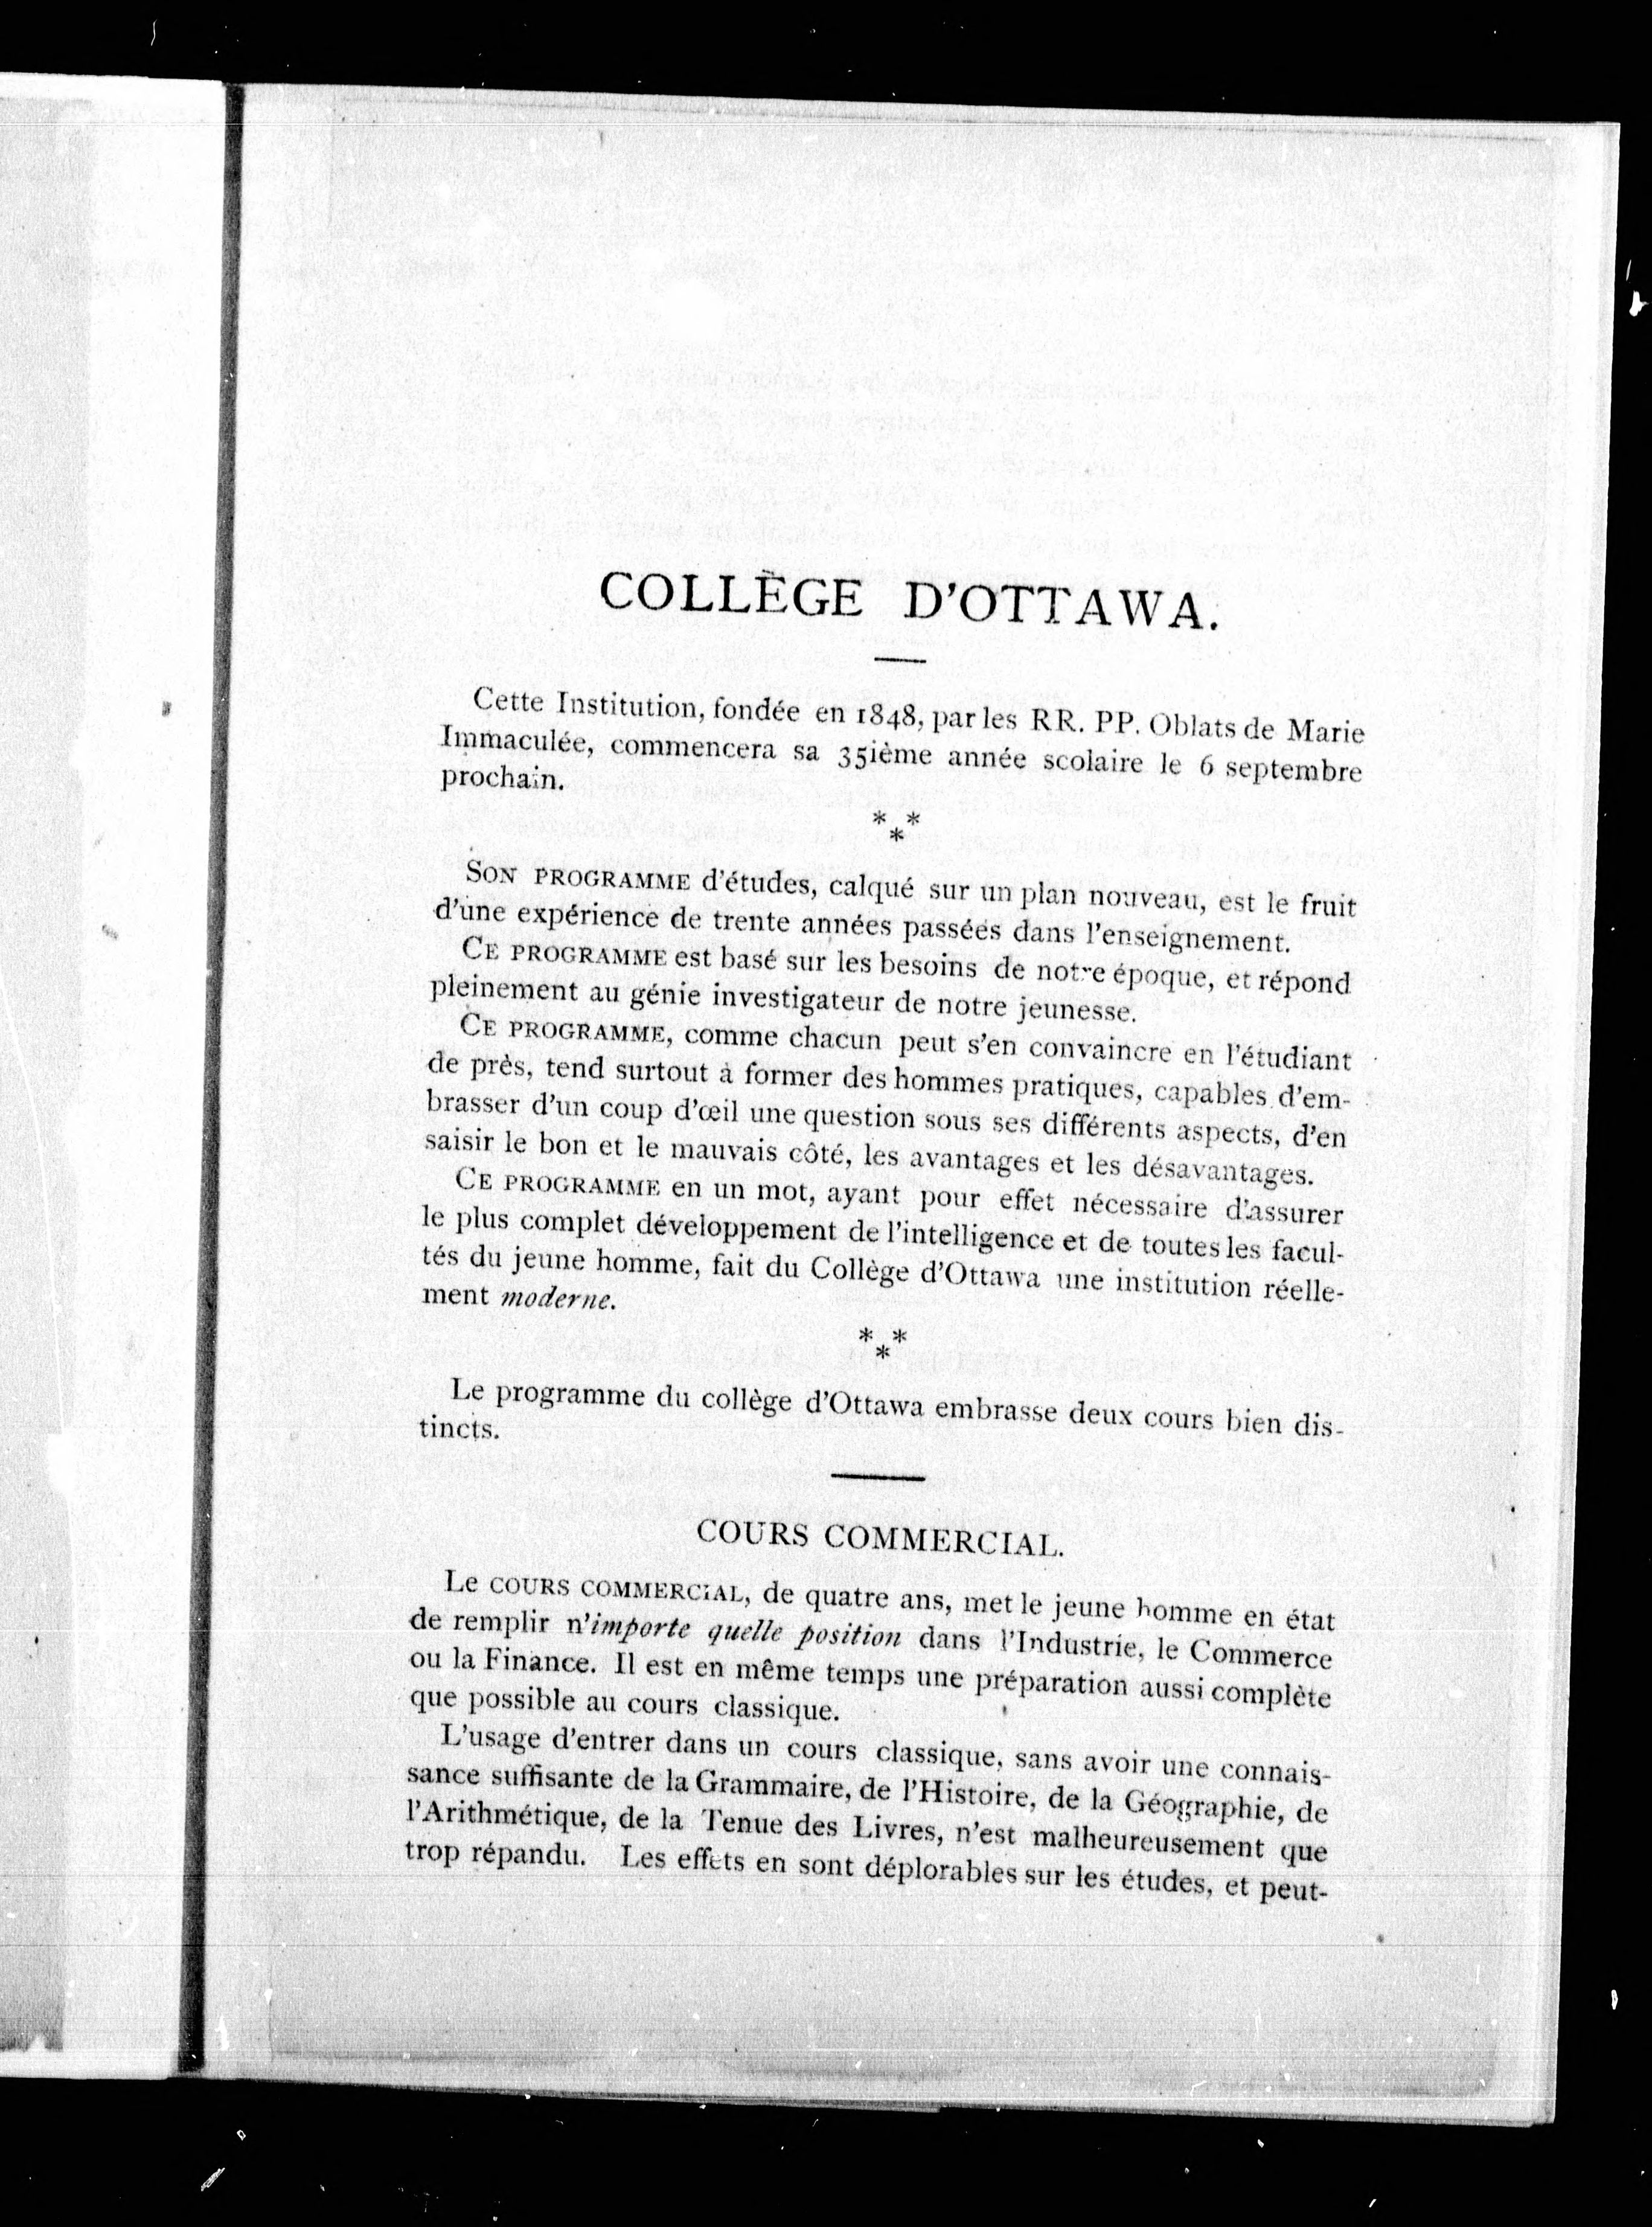 COLLÈGE D'OTTAWA.
Cette Institution, fondée en 1848, par les RR. PP. Oblats de Marie
Immaculée, commencera sa 35ième année scolaire le 6 septembre
prochain.
* * *
SON PROGRAMME d'études, calqué sur un plan nouveau, est le fruit
d'une expérience de trente années passées dans l'enseignement.
CE PROGRAMME est basé sur les besoins de notre époque, et répond
pleinement au génie investigateur de notre jeunesse.
CE PROGRAMME, comme chacun peut s'en convaincre en l'étudiant
de près, tend surtout à former des hommes pratiques, capables d'em-
brasser d'un coup d'œil une question sous ses différents aspects, d'en
saisir le bon et le mauvais côté, les avantages et les désavantages.
CE PROGRAMME en un mot, ayant pour effet nécessaire d'assurer
le plus complet développement de l'intelligence et de toutes les facul-
tés du jeune homme, fait du Collège d'Ottawa une institution réelle-
ment moderne.
* * *
Le programme du collège d'Ottawa embrasse deux cours bien dis-
tincts.
COURS COMMERCIAL.
Le COURS COMMERCIAL, de quatre ans, met le jeune homme en état
de remplir n'importe quelle position dans l'Industrie, le Commerce
ou la Finance. Il est en même temps une préparation aussi complète
que possible au cours classique.
L'usage d'entrer dans un cours classique, sans avoir une connais-
sance suffisante de la Grammaire, de l'Histoire, de la Géographie, de
l'Arithmétique, de la Tenue des Livres, n'est malheureusement que
trop répandu. Les effets en sont déplorables sur les études, et peut-